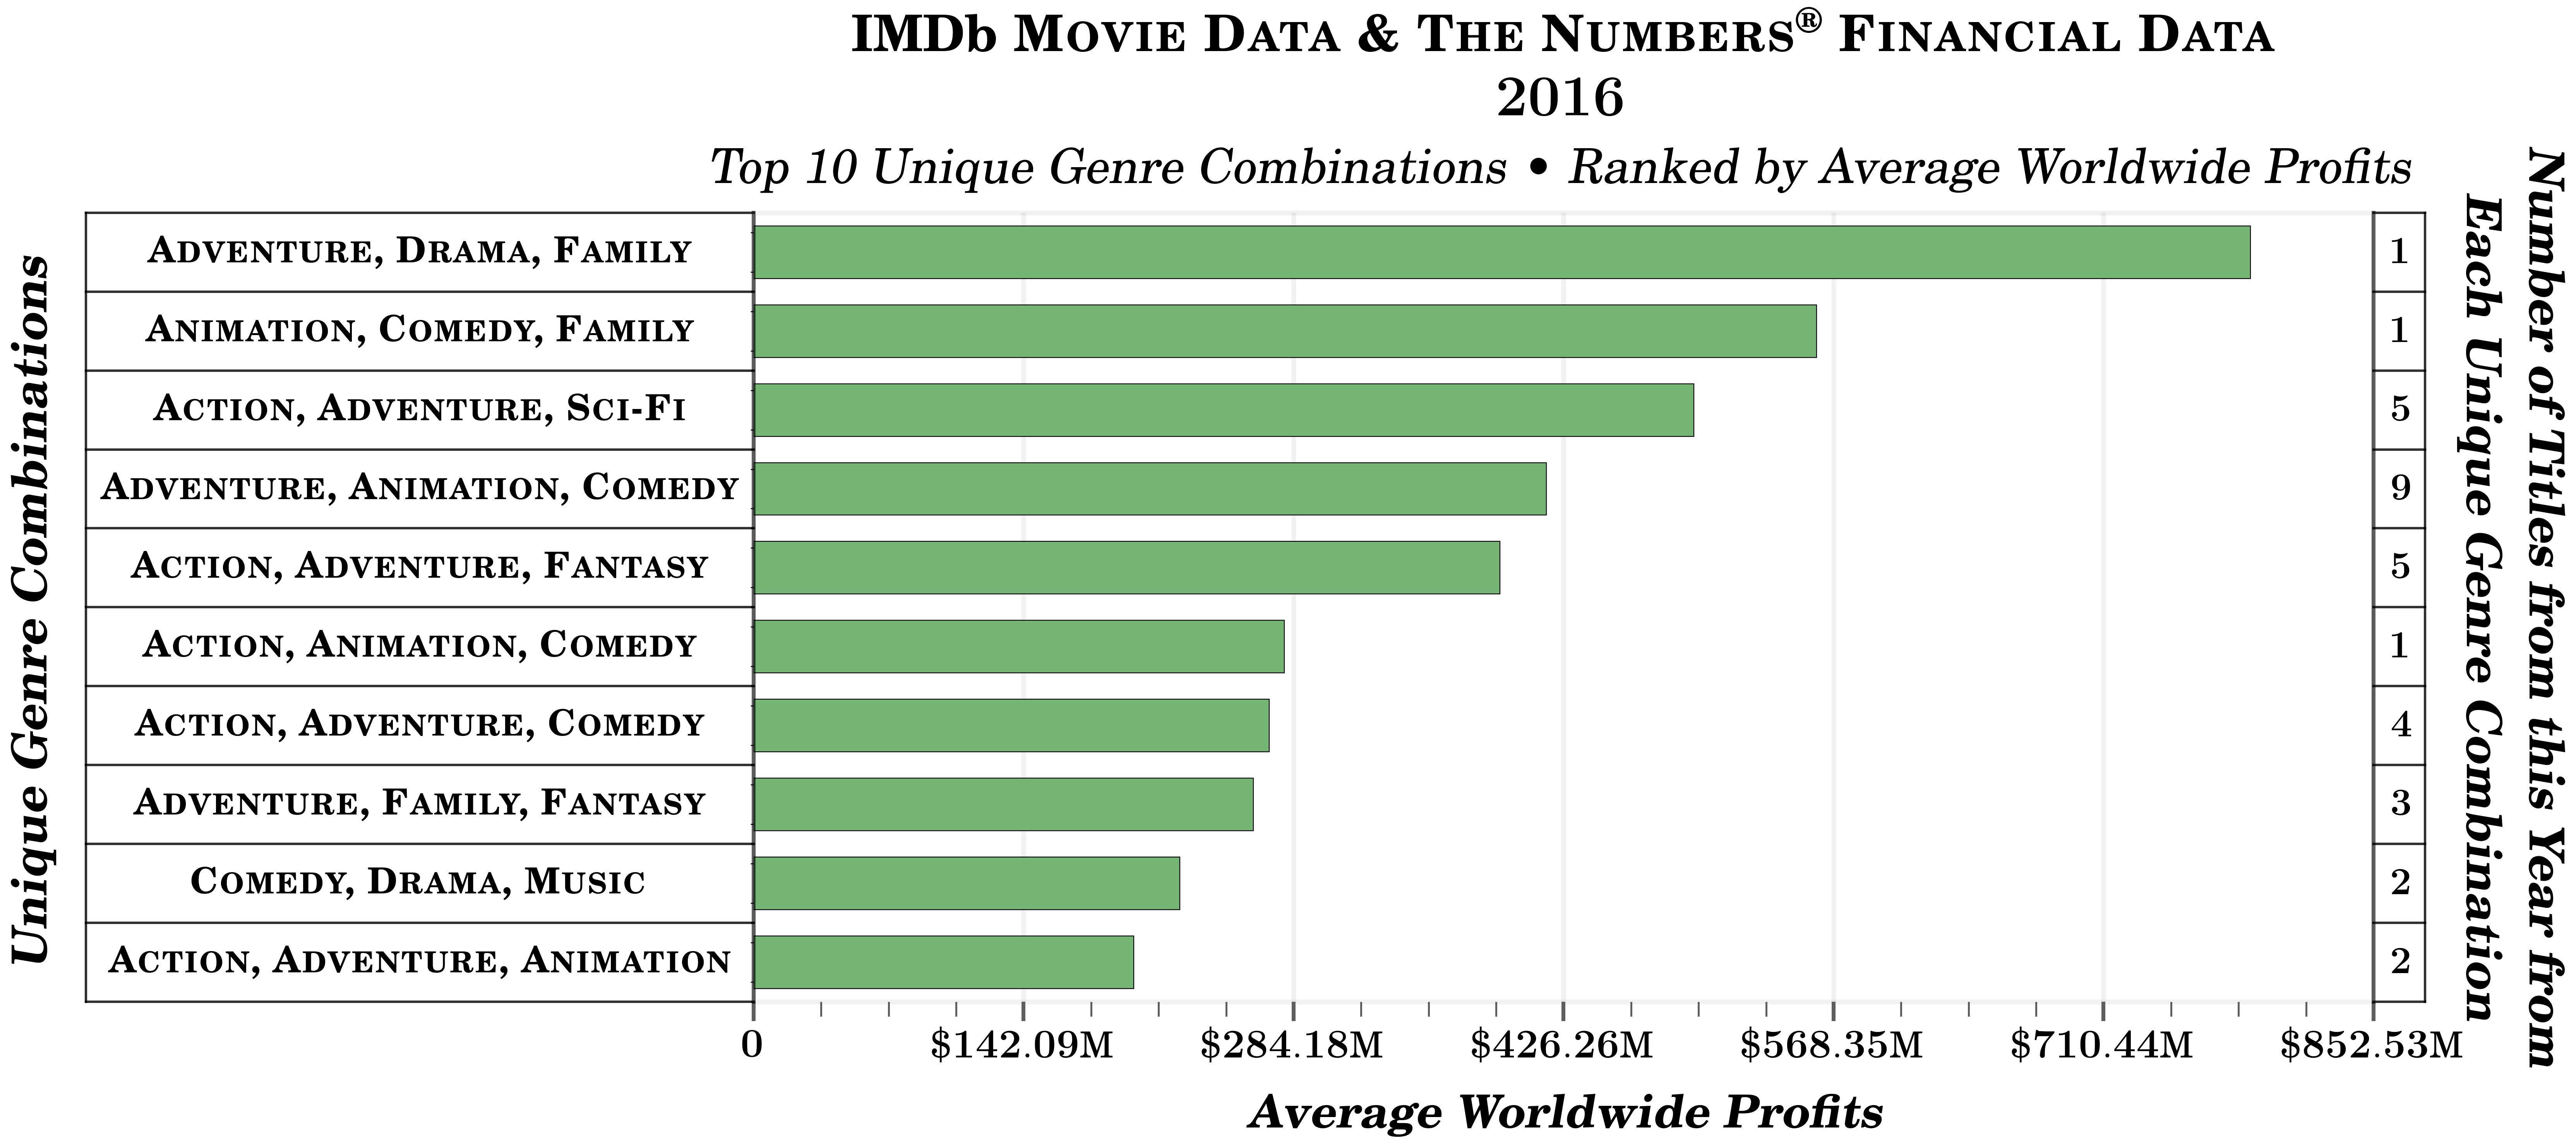 IMDb Movie Data & The Numbers® Financial Data
2016
Top 10 Unique Genre Combinations • Ranked by Average Worldwide Profits
Unique Genre Combinations
Adventure, Drama, Family
1
Animation, Comedy, Family
1
Action, Adventure, Sci-Fi
5
Adventure, Animation, Comedy
9
Action, Adventure, Fantasy
5
Action, Animation, Comedy
1
Action, Adventure, Comedy
4
Adventure, Family, Fantasy
3
Comedy, Drama, Music
2
Action, Adventure, Animation
2
0 $142.09M $284.18M $426.26M $568.35M $710.44M $852.53M
Average Worldwide Profits
Number of Titles from this Year from
Each Unique Genre Combination